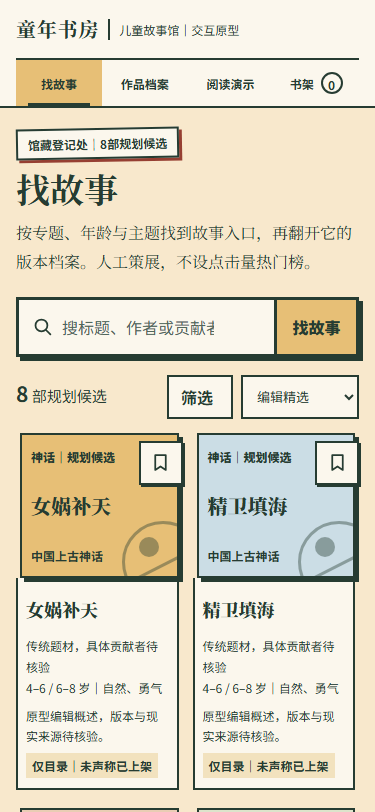 童年书房 儿童故事馆｜交互原型
找故事 作品档案 阅读演示 书架 0
馆藏登记处｜8部规划候选
找故事
按专题、年龄与主题找到故事入口，再翻开它的
版本档案。人工策展，不设点击量热门榜。
搜标题、作者或贡献者 找故事
8 部规划候选 筛选 编辑精选
神话｜规划候选
女娲补天
中国上古神话
女娲补天
传统题材，具体贡献者待
核验
4–6 / 6–8 岁｜自然、勇气
原型编辑概述，版本与现
实来源待核验。
仅目录｜未声称已上架
神话｜规划候选
精卫填海
中国上古神话
精卫填海
传统题材，具体贡献者待
核验
4–6 / 6–8 岁｜自然、勇气
原型编辑概述，版本与现
实来源待核验。
仅目录｜未声称已上架